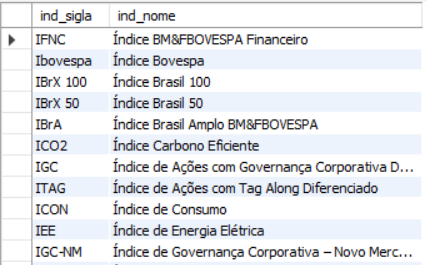 ind_sigla ind_nome
IFNC Índice BM&FBOVESPA Financeiro
Ibovespa Índice Bovespa
IBrX 100 Índice Brasil 100
IBrX 50 Índice Brasil 50
IBrA Índice Brasil Amplo BM&FBOVESPA
ICO2 Índice Carbono Eficiente
IGC Índice de Ações com Governança Corporativa D...
ITAG Índice de Ações com Tag Along Diferenciado
ICON Índice de Consumo
IEE Índice de Energia Elétrica
IGC-NM Índice de Governança Corporativa – Novo Merc...